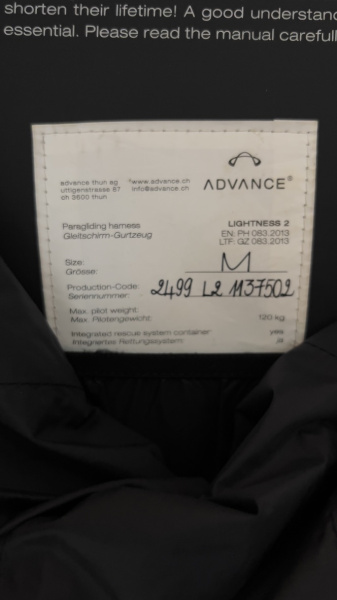 shorten their lifetime! A good
essential. Please read the manual
advance thun ag
uttigenstrasse 87
ch 3600 thun
www.advance.ch
info@advance.ch
ADVANCE®
Paragliding harness
Gleitschirm-Gurtzeug
LIGHTNESS 2
EN: PH 083.2013
LTF: GZ 083.2013
Size:
Grösse:
M
Production-Code:
Seriennummer:
2499 L2 1137502
Max. pilot weight:
Max. Pilotengewicht:
120 kg
Integrated rescue system container:
Integriertes Rettungssystem:
yes
ja